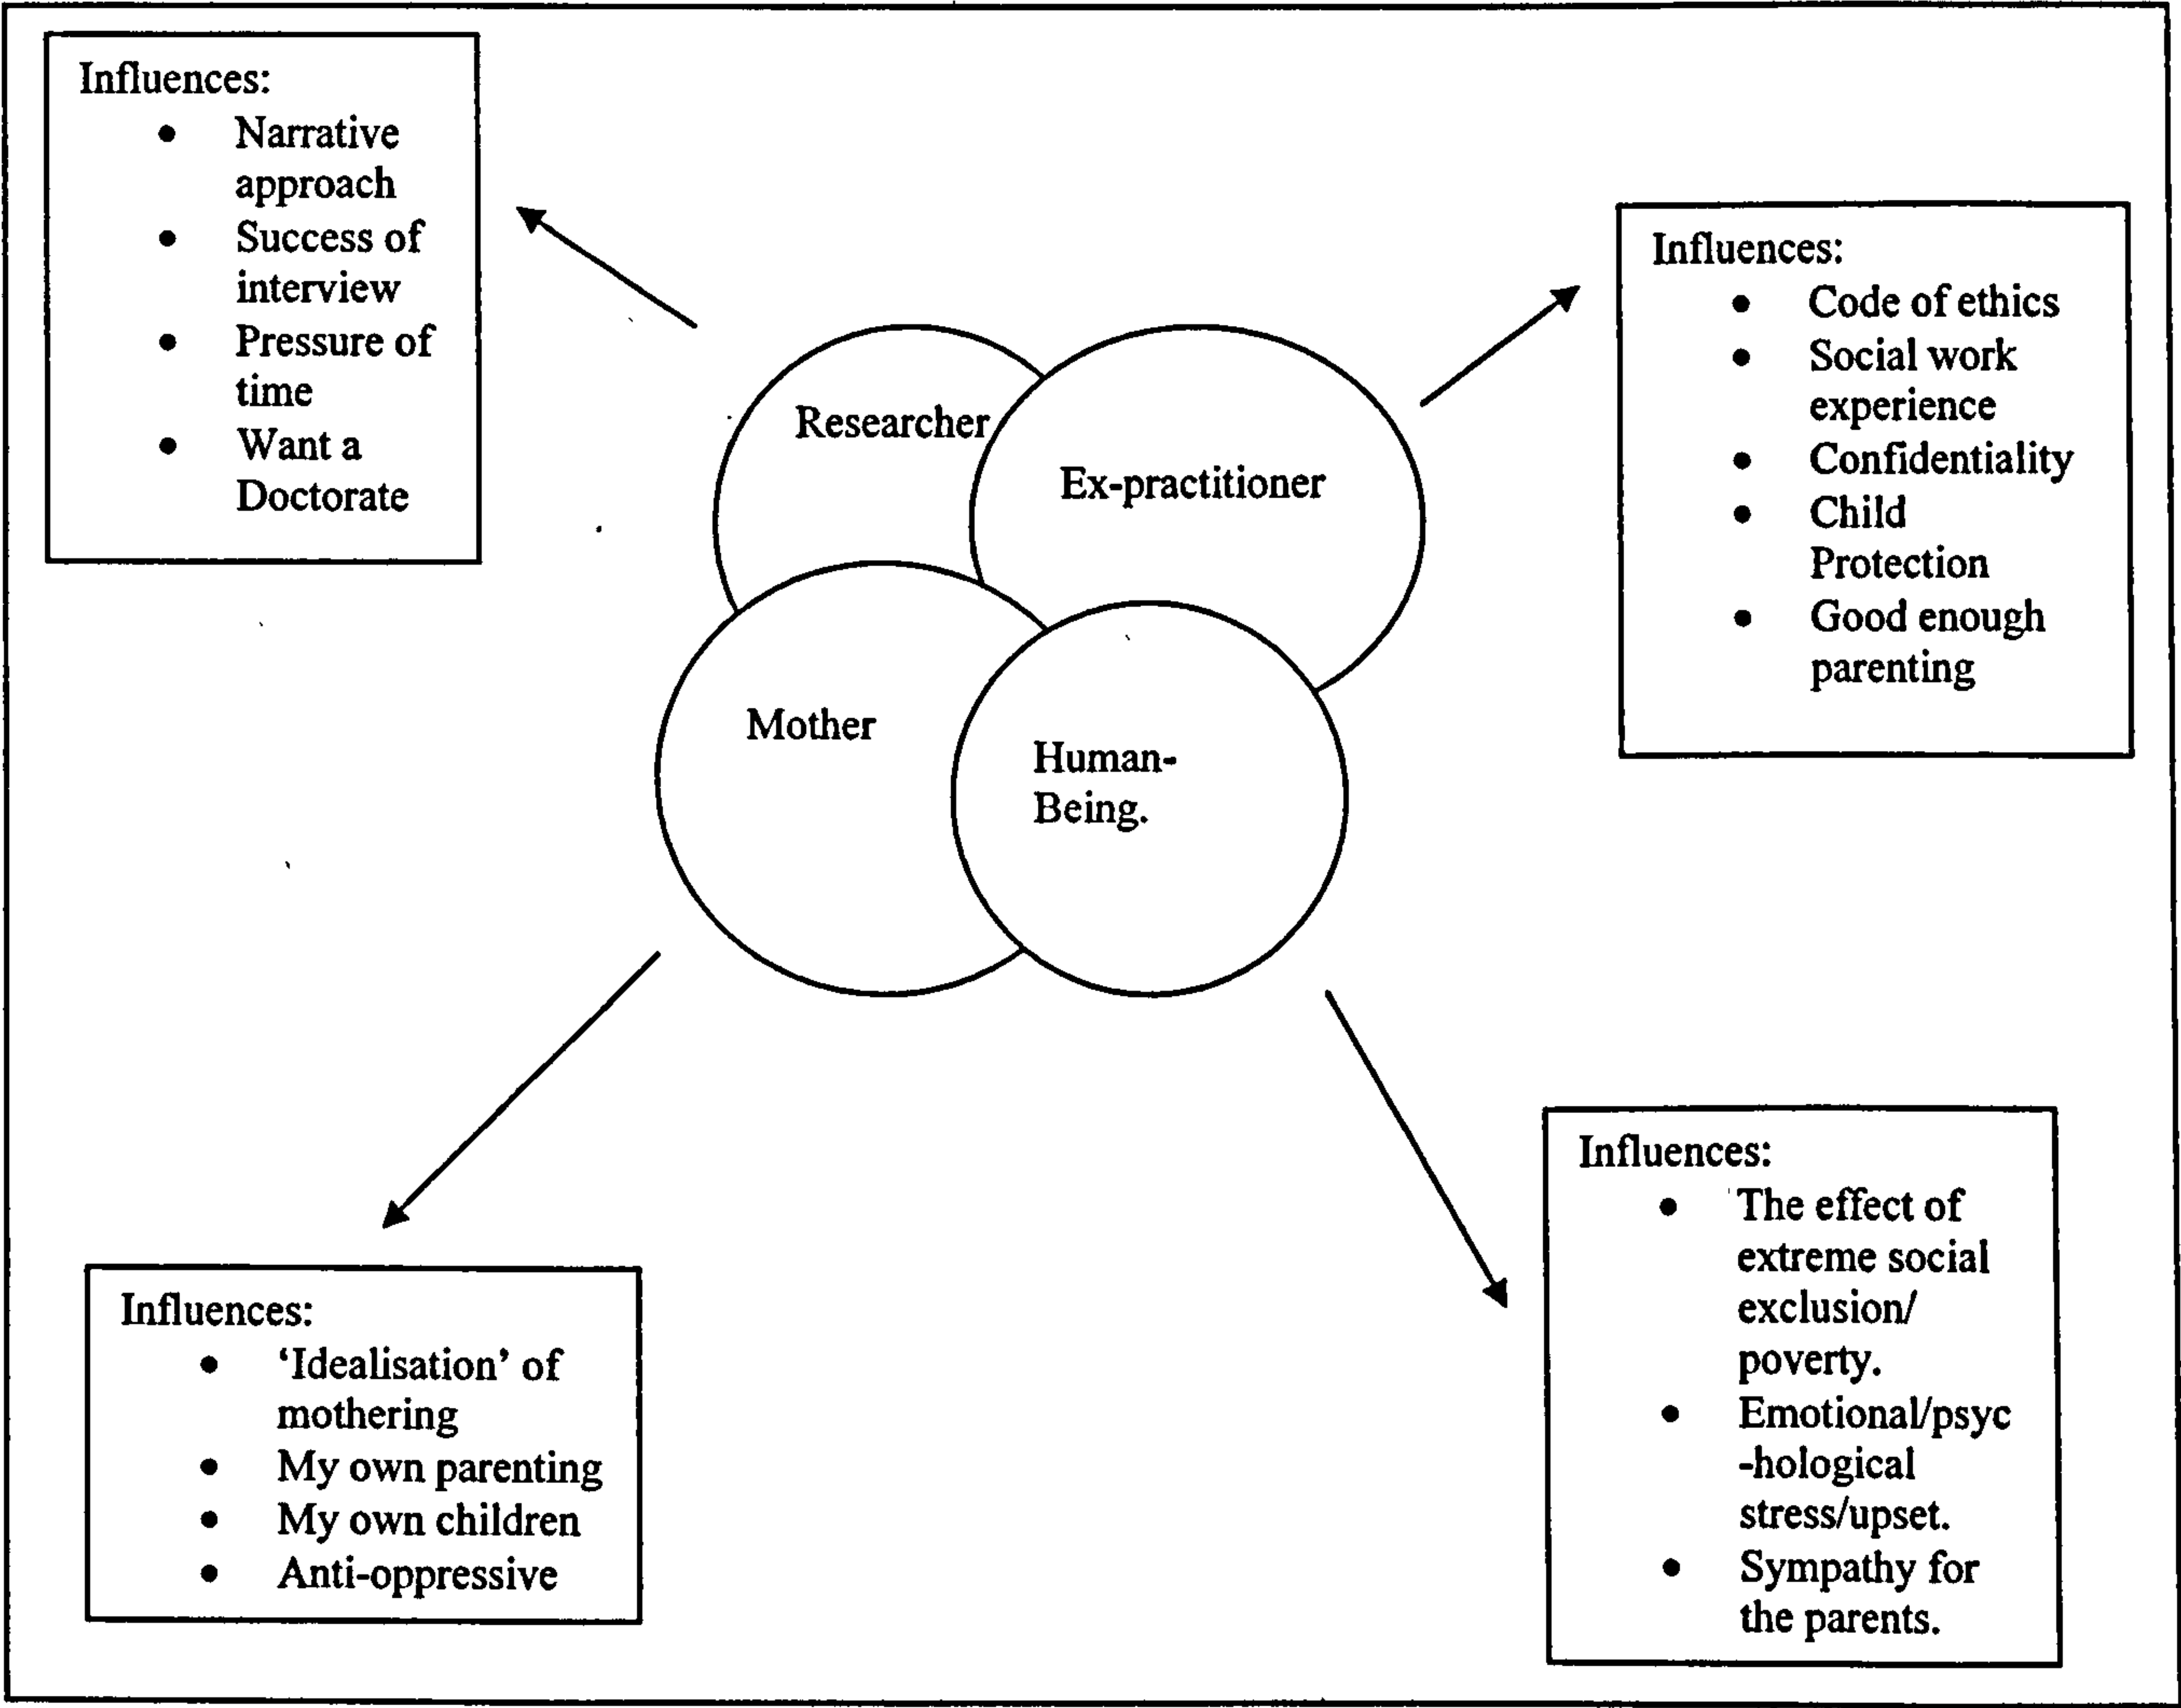 Influences:
• Narrative
approach
• Success of
interview
• Pressure of
time
• Want a
Doctorate
Influences:
• Code of ethics
• Social work
experience
• Confidentiality
• Child
Protection
• Good enough
parenting
Researcher
Ex-practitioner
Mother
Human-
Being.
Influences:
• ‘Idealisation’ of
mothering
• My own parenting
• My own children
• Anti-oppressive
Influences:
• The effect of
extreme social
exclusion/
poverty.
• Emotional/psyc
-hological
stress/upset.
• Sympathy for
the parents.